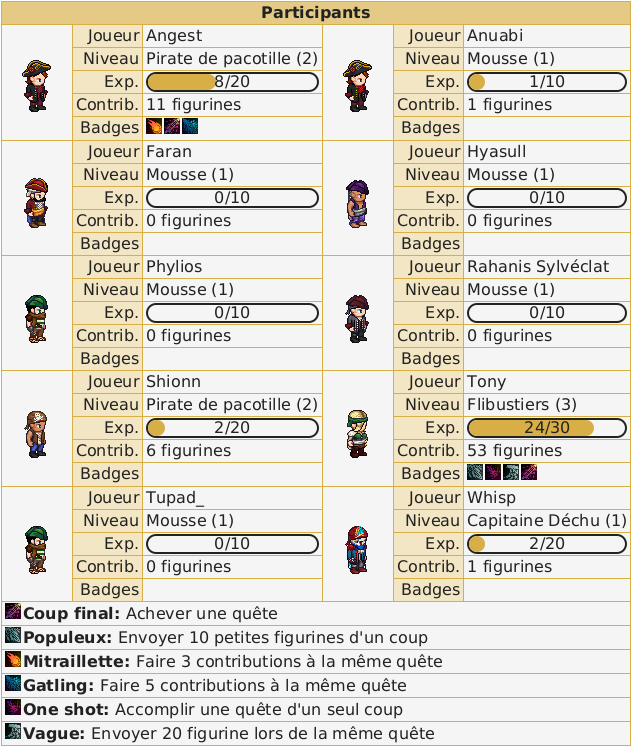 Participants
Joueur Angest
Niveau Pirate de pacotille (2)
Exp. 8/20
Contrib. 11 figurines
Badges
Joueur Anuabi
Niveau Mousse (1)
Exp. 1/10
Contrib. 1 figurines
Badges
Joueur Faran
Niveau Mousse (1)
Exp. 0/10
Contrib. 0 figurines
Badges
Joueur Hyasull
Niveau Mousse (1)
Exp. 0/10
Contrib. 0 figurines
Badges
Joueur Phylios
Niveau Mousse (1)
Exp. 0/10
Contrib. 0 figurines
Badges
Joueur Rahanis Sylvéclat
Niveau Mousse (1)
Exp. 0/10
Contrib. 0 figurines
Badges
Joueur Shionn
Niveau Pirate de pacotille (2)
Exp. 2/20
Contrib. 6 figurines
Badges
Joueur Tony
Niveau Flibustiers (3)
Exp. 24/30
Contrib. 53 figurines
Badges
Joueur Tupad_
Niveau Mousse (1)
Exp. 0/10
Contrib. 0 figurines
Badges
Joueur Whisp
Niveau Capitaine Déchu (1)
Exp. 2/20
Contrib. 1 figurines
Badges
Coup final: Achever une quête
Populeux: Envoyer 10 petites figurines d'un coup
Mitraillette: Faire 3 contributions à la même quête
Gatling: Faire 5 contributions à la même quête
One shot: Accomplir une quête d'un seul coup
Vague: Envoyer 20 figurine lors de la même quête